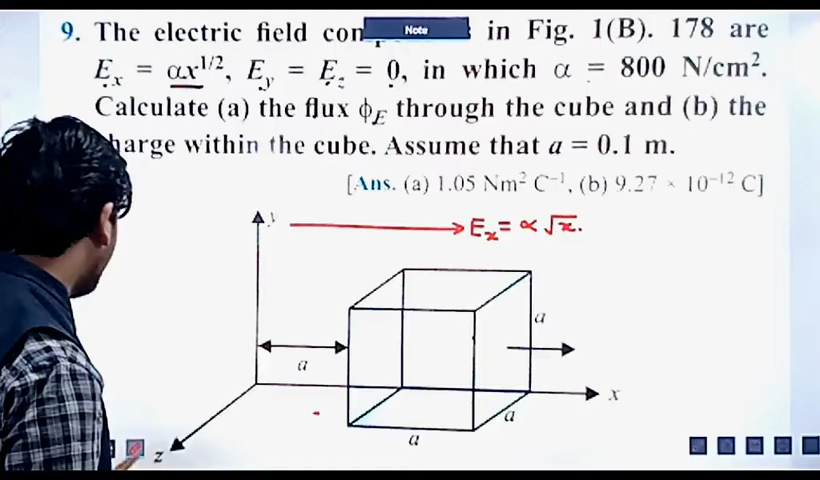 9. The electric field com Note in Fig. 1(B). 178 are
Eₓ = αx^1/2, E_y = E_z = 0, in which α = 800 N/cm².
Calculate (a) the flux ϕ_E through the cube and (b) the
harge within the cube. Assume that a = 0.1 m.
[Ans. (a) 1.05 Nm² C⁻¹, (b) 9.27 × 10⁻¹² C]
y
Eₓ = α √x.
a
a
x
a
a
z